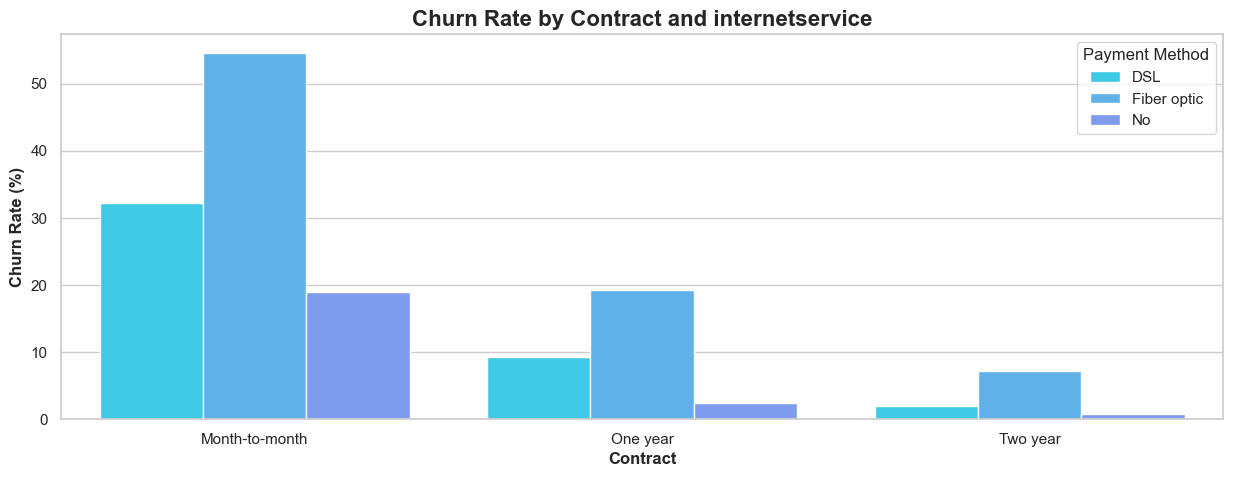 Churn Rate by Contract and internetservice
Payment Method
DSL
Fiber optic
No
Churn Rate (%)
50
40
30
20
10
0
Month-to-month
One year
Two year
Contract